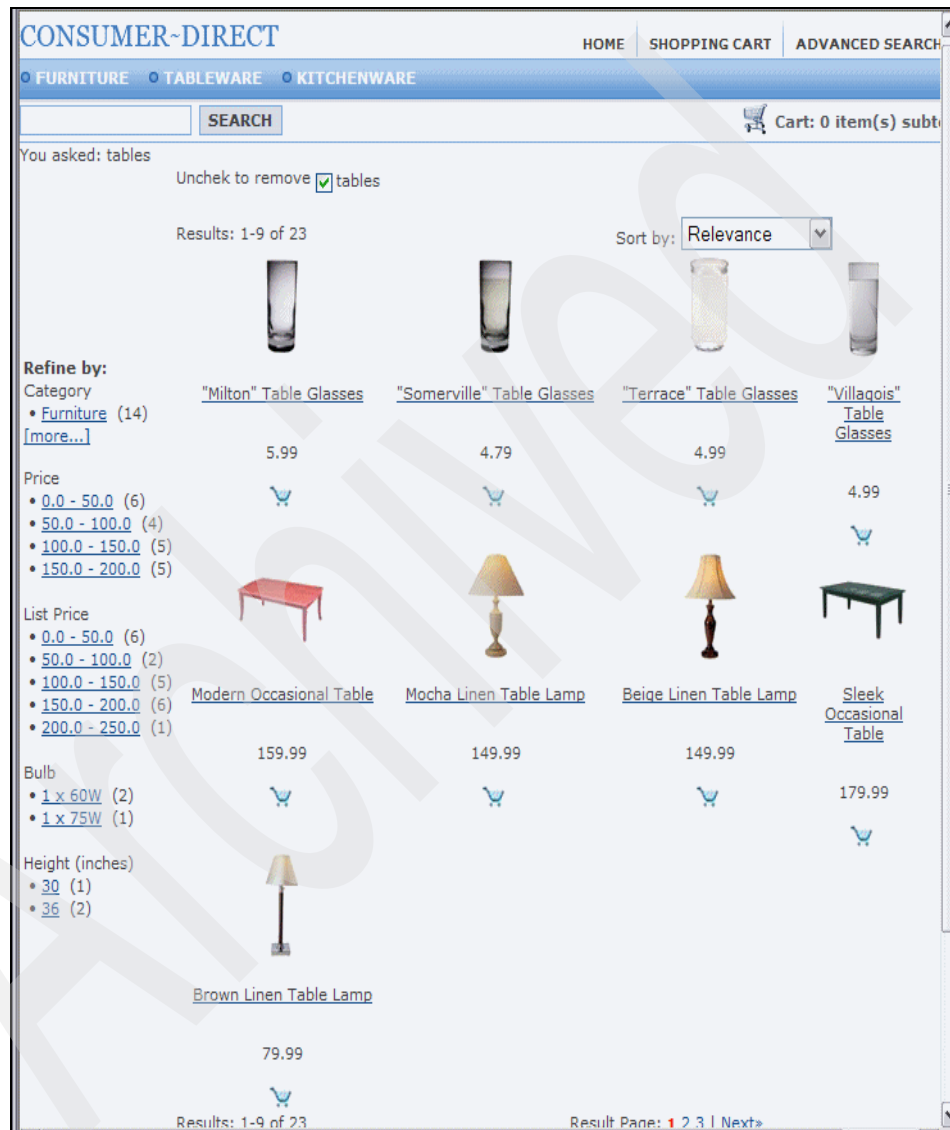 CONSUMER~DIRECT
HOME SHOPPING CART ADVANCED SEARCH
FURNITURE TABLEWARE KITCHENWARE
SEARCH Cart: 0 item(s) subt
You asked: tables
Unchek to remove tables
Results: 1-9 of 23 Sort by: Relevance
Refine by:
Category
• Furniture (14)
[more...]
Price
• 0.0 - 50.0 (6)
• 50.0 - 100.0 (4)
• 100.0 - 150.0 (5)
• 150.0 - 200.0 (5)
List Price
• 0.0 - 50.0 (6)
• 50.0 - 100.0 (2)
• 100.0 - 150.0 (5)
• 150.0 - 200.0 (6)
• 200.0 - 250.0 (1)
Bulb
• 1 x 60W (2)
• 1 x 75W (1)
Height (inches)
• 30 (1)
• 36 (2)
"Milton" Table Glasses
5.99
"Somerville" Table Glasses
4.79
"Terrace" Table Glasses
4.99
"Villagois"
Table
Glasses
4.99
Modern Occasional Table
159.99
Mocha Linen Table Lamp
149.99
Beige Linen Table Lamp
149.99
Sleek
Occasional
Table
179.99
Brown Linen Table Lamp
79.99
Results: 1-9 of 23 Result Page: 1 2 3 | Next»
Archived